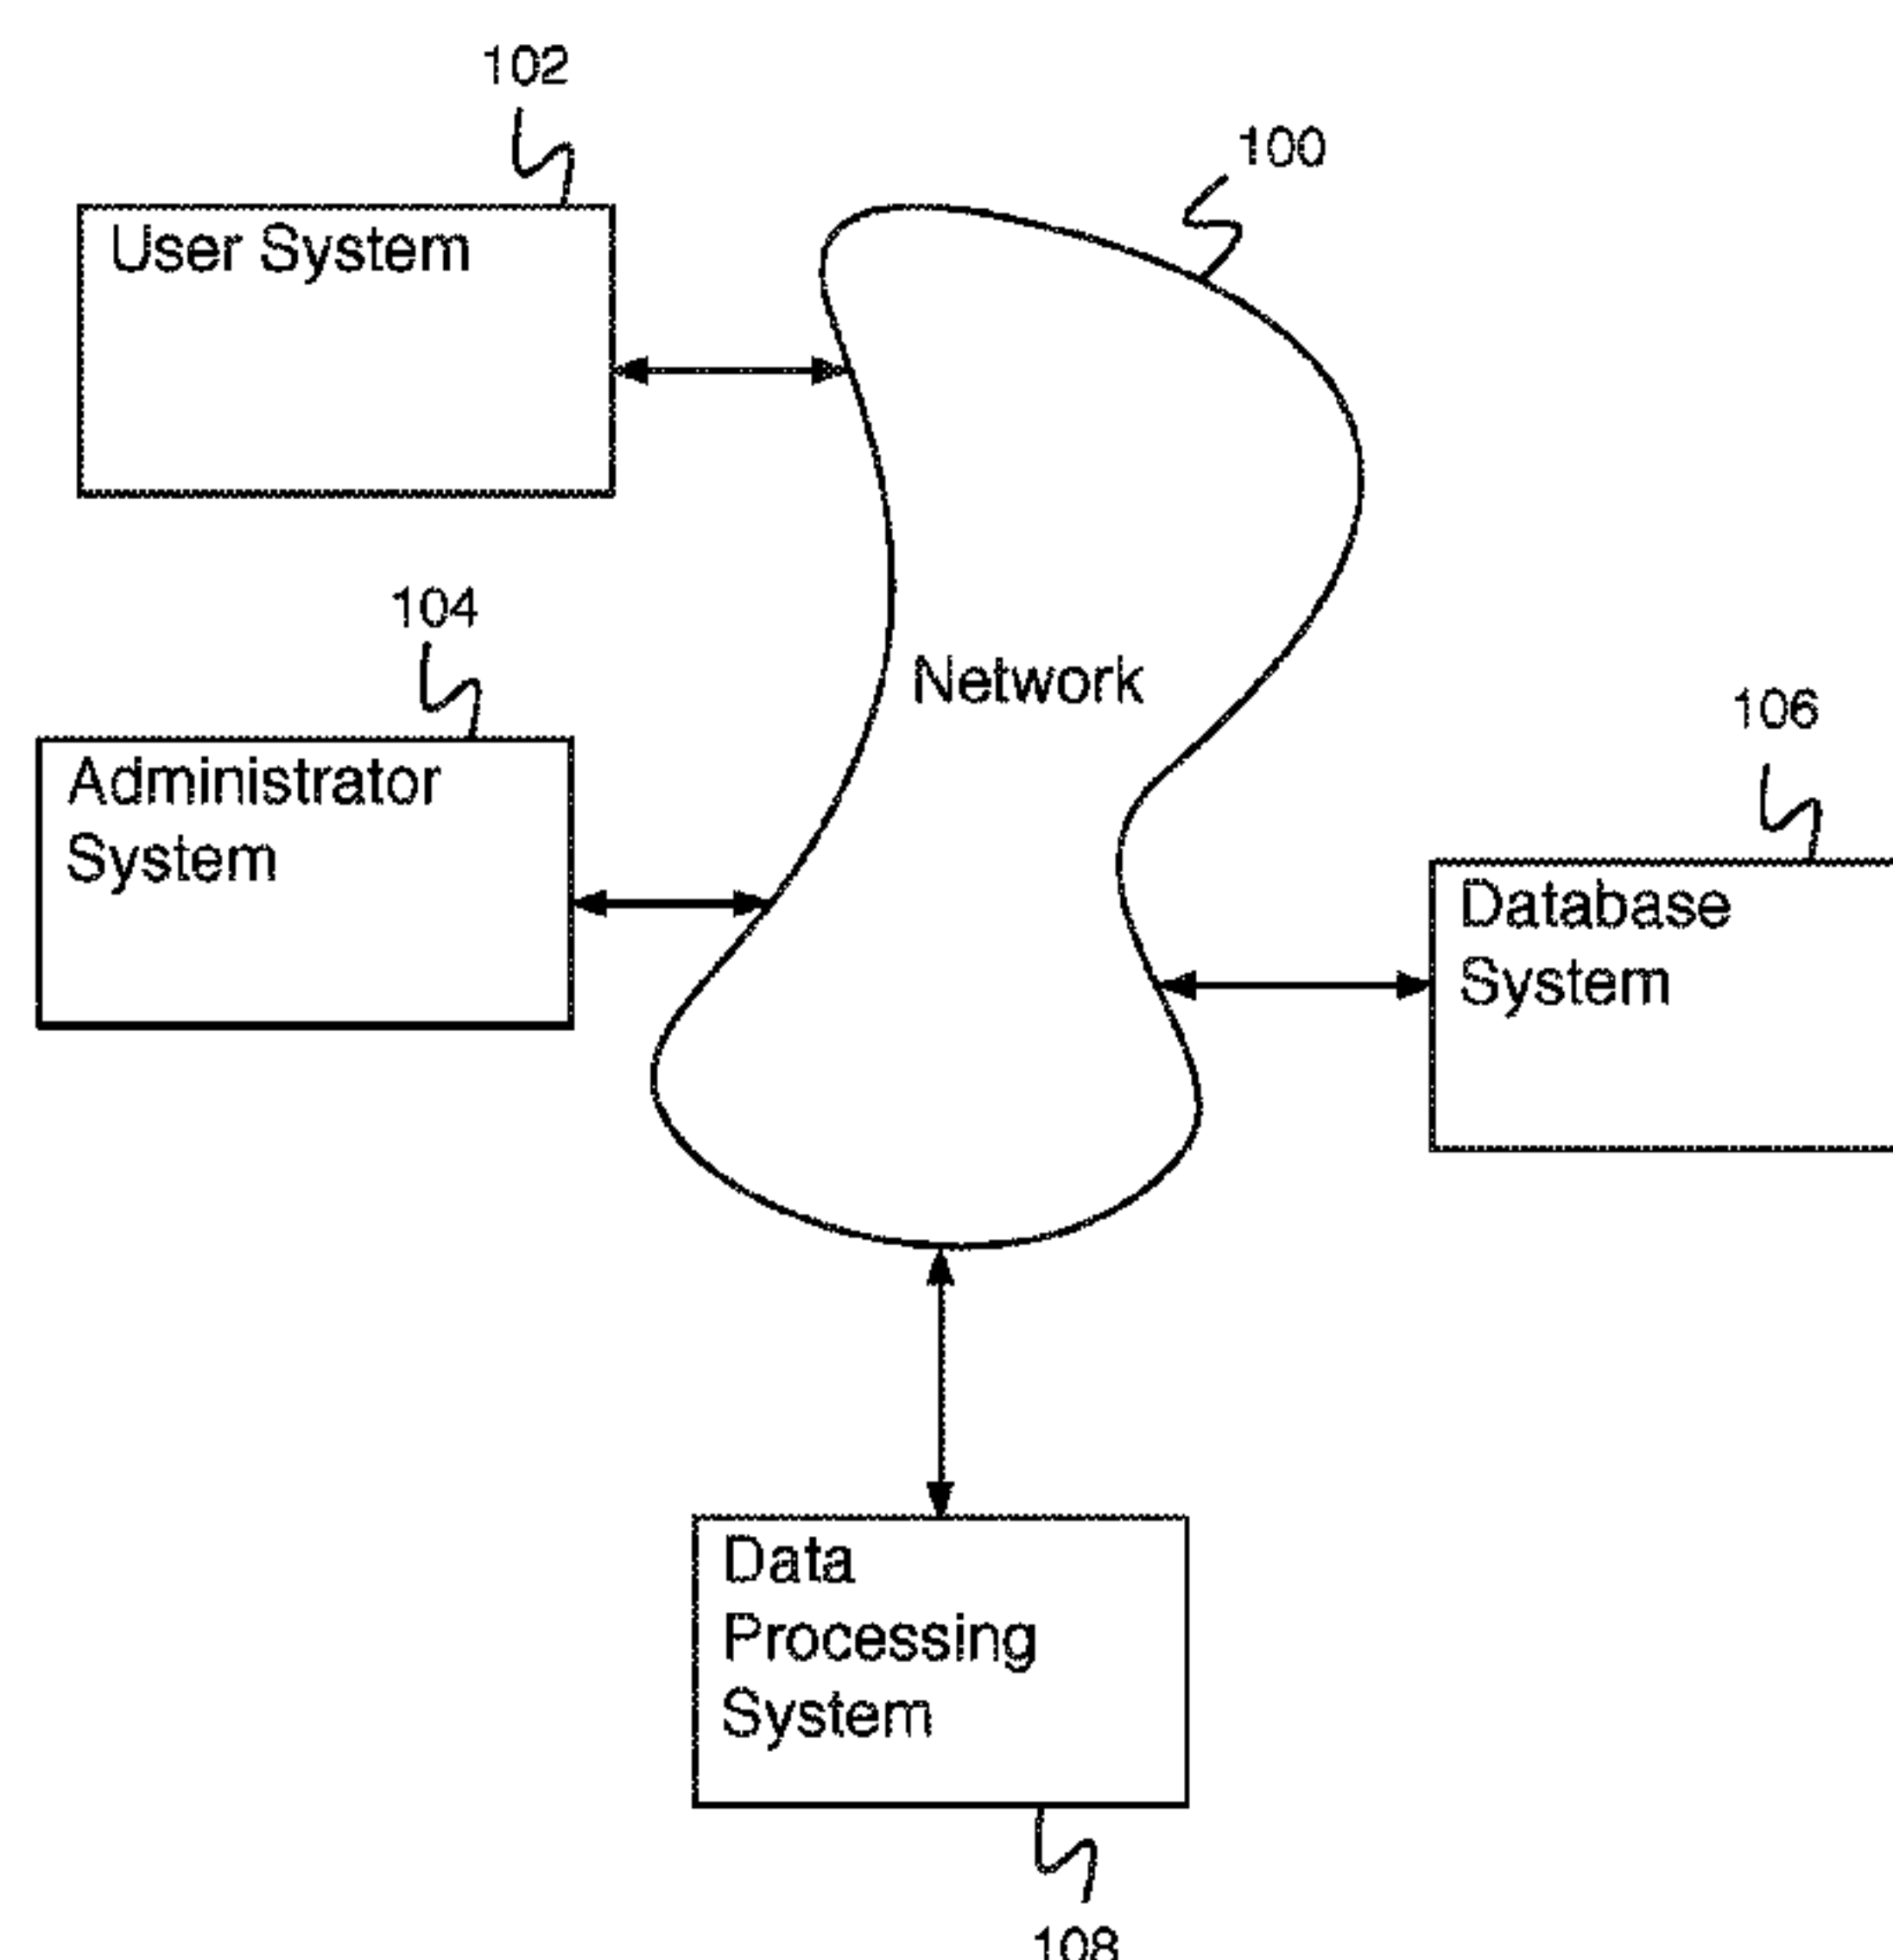 102
100
User System
104
Network
106
Administrator
System
Database
System
Data
Processing
System
108